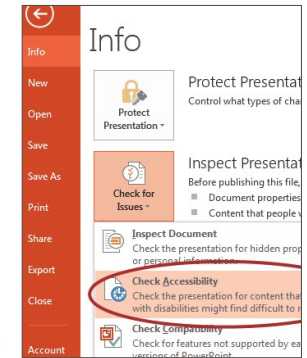 Info
Info
New
Open
Save
Save As
Print
Share
Export
Close
Account
Protect Presentat
Control what types of cha
Protect
Presentation
Inspect Presentat
Before publishing this file,
Document properties
Content that people
Check for
Issues
Inspect Document
Check the presentation for hidden prop
or personal information.
Check Accessibility
Check the presentation for content that
with disabilities might find difficult to r
Check Compatibility
Check for features not supported by ea
versions of PowerPoint.